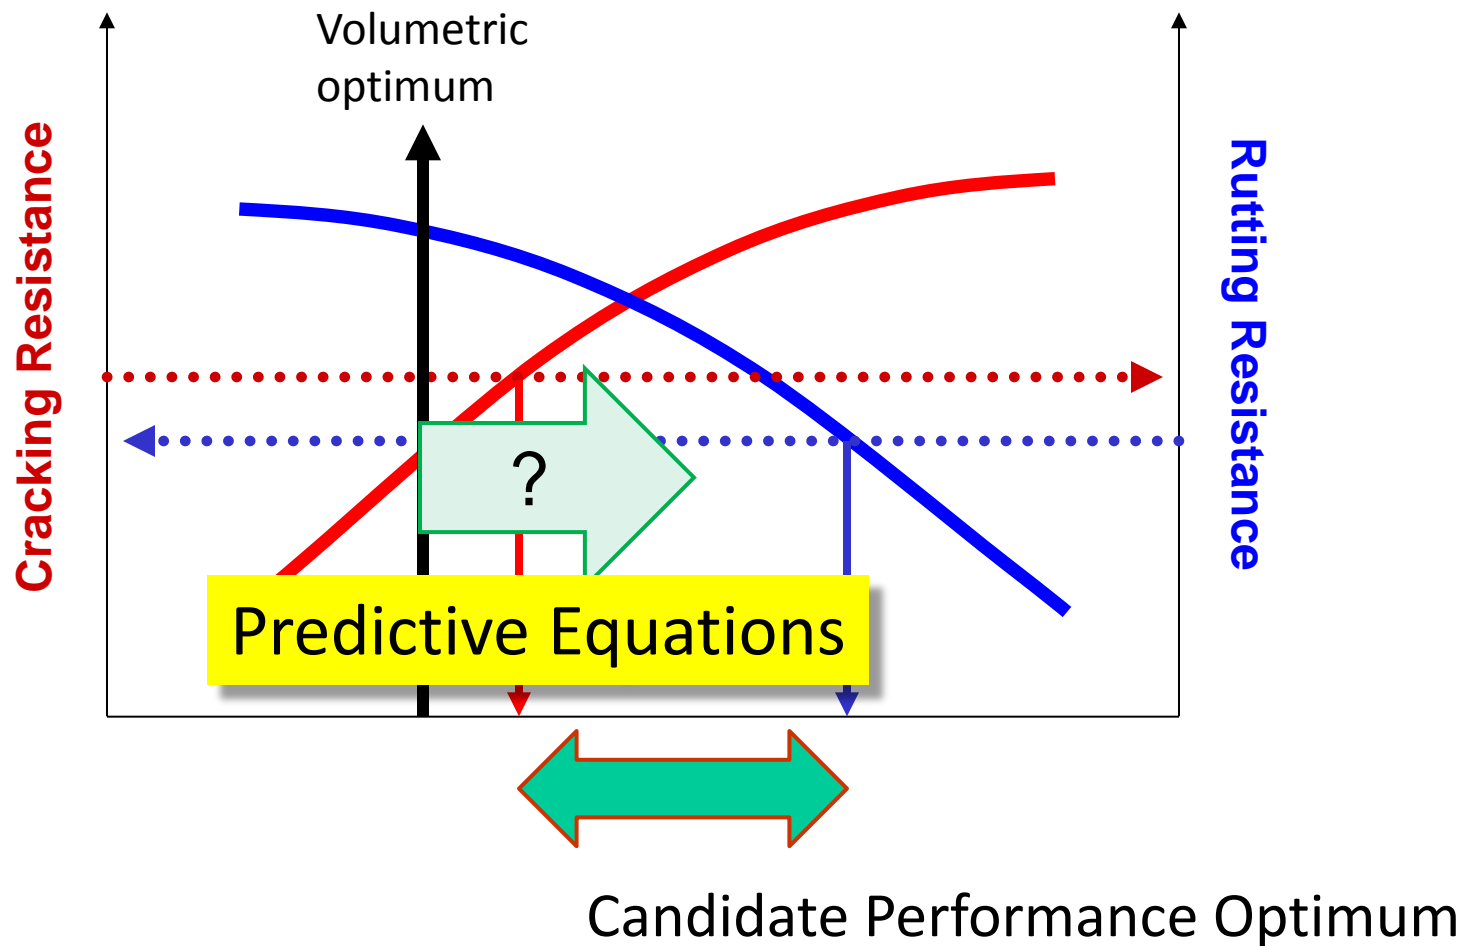 Volumetric
optimum
Cracking Resistance
Rutting Resistance
?
Predictive Equations
Candidate Performance Optimum